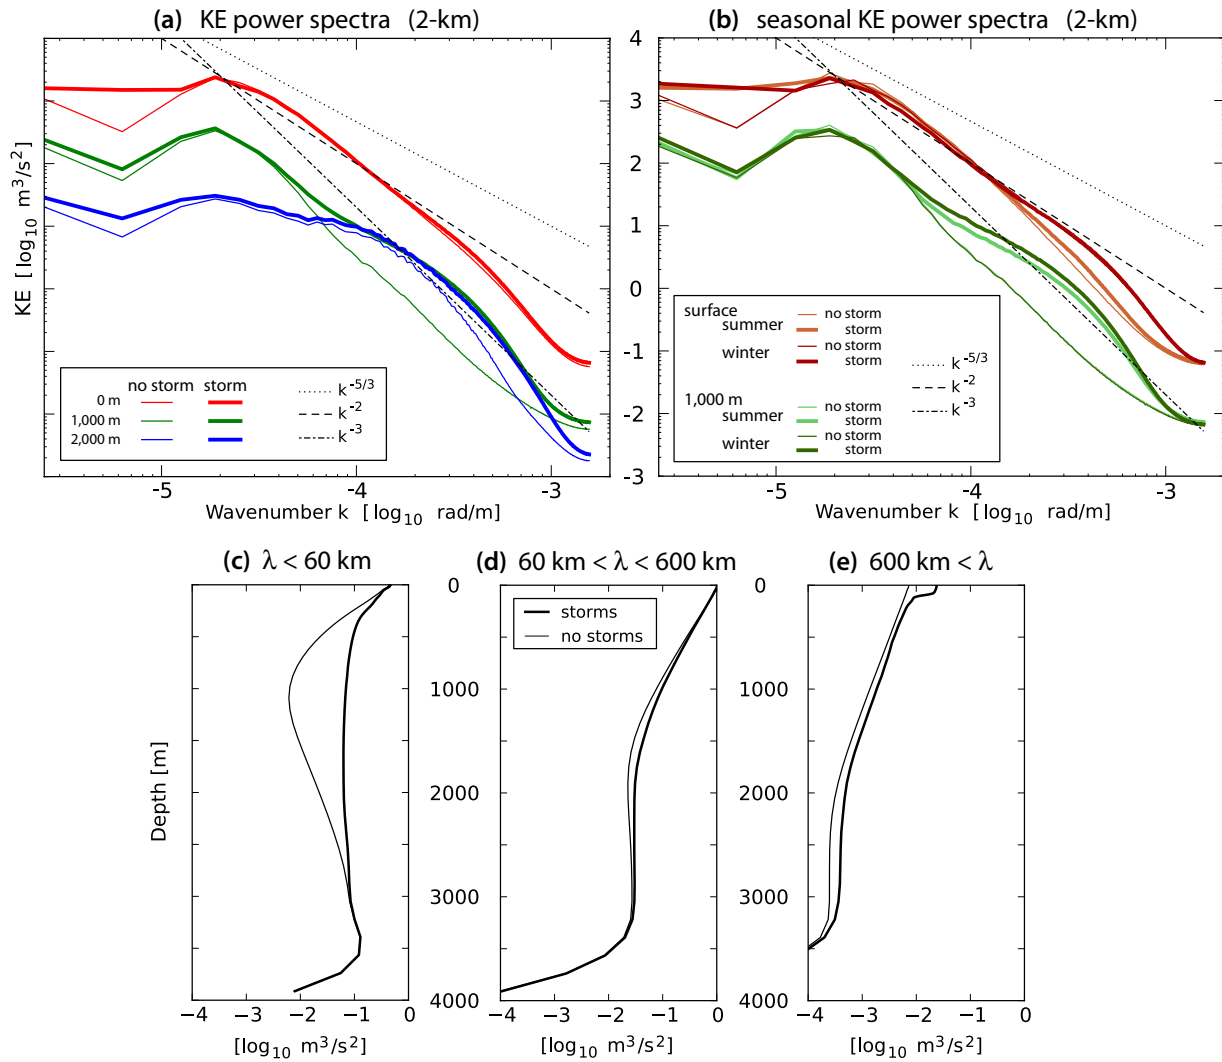 (a) KE power spectra (2-km)
(b) seasonal KE power spectra (2-km)
KE [log10 m3/s2]
4
3
2
1
0
-1
-2
-3
no storm storm
0 m
1,000 m
2,000 m
k-5/3
k-2
k-3
surface
summer
no storm
storm
winter
no storm
storm
1,000 m
summer
no storm
storm
winter
no storm
storm
k-5/3
k-2
k-3
-5 -4 -3
Wavenumber k [log10 rad/m]
-5 -4 -3
Wavenumber k [log10 rad/m]
(c) λ < 60 km
(d) 60 km < λ < 600 km
(e) 600 km < λ
Depth [m]
0
1000
2000
3000
4000
storms
no storms
0
1000
2000
3000
4000
−4 −3 −2 −1 0
[log10 m3/s2]
−4 −3 −2 −1 0
[log10 m3/s2]
−4 −3 −2 −1 0
[log10 m3/s2]